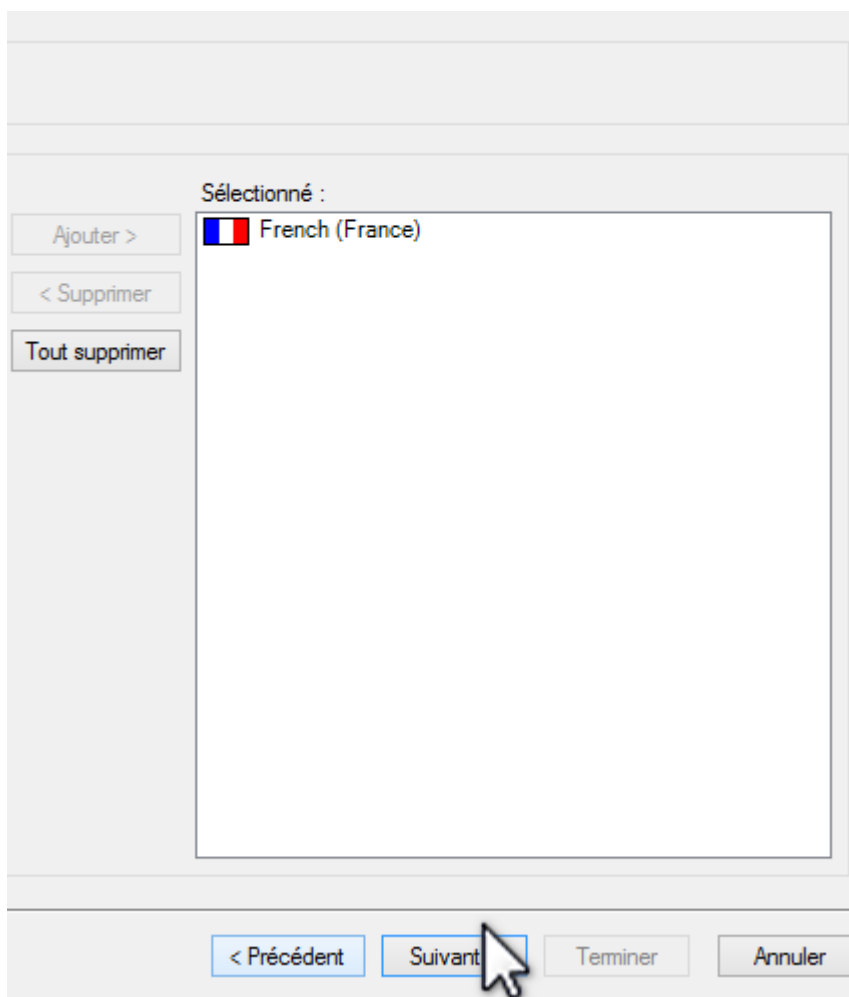 Sélectionné :
French (France)
Ajouter >
< Supprimer
Tout supprimer
< Précédent
Suivant
Terminer
Annuler